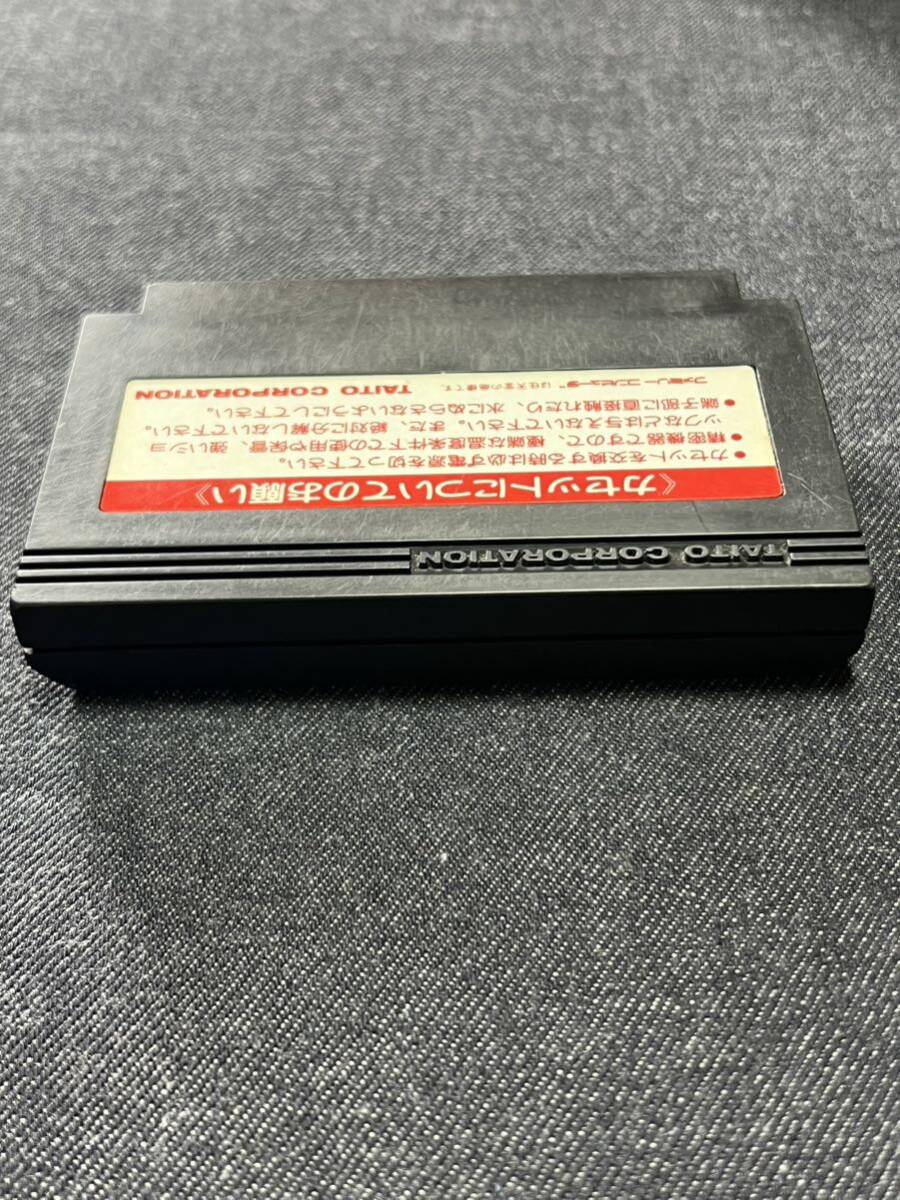 《カセットについてのお願い》
●カセットを交換する時は必ず電源を切って下さい。
●精密機器ですので、極端な温度条件下での使用や保管、強いショ
ックなどはあたえないで下さい。また、絶対に分解しないで下さい。
●端子部に直接触れたり、水にぬらさないようにして下さい。
ファミリーコンピュータ®は任天堂の商標です。 TAITO CORPORATION
TAITO CORPORATION